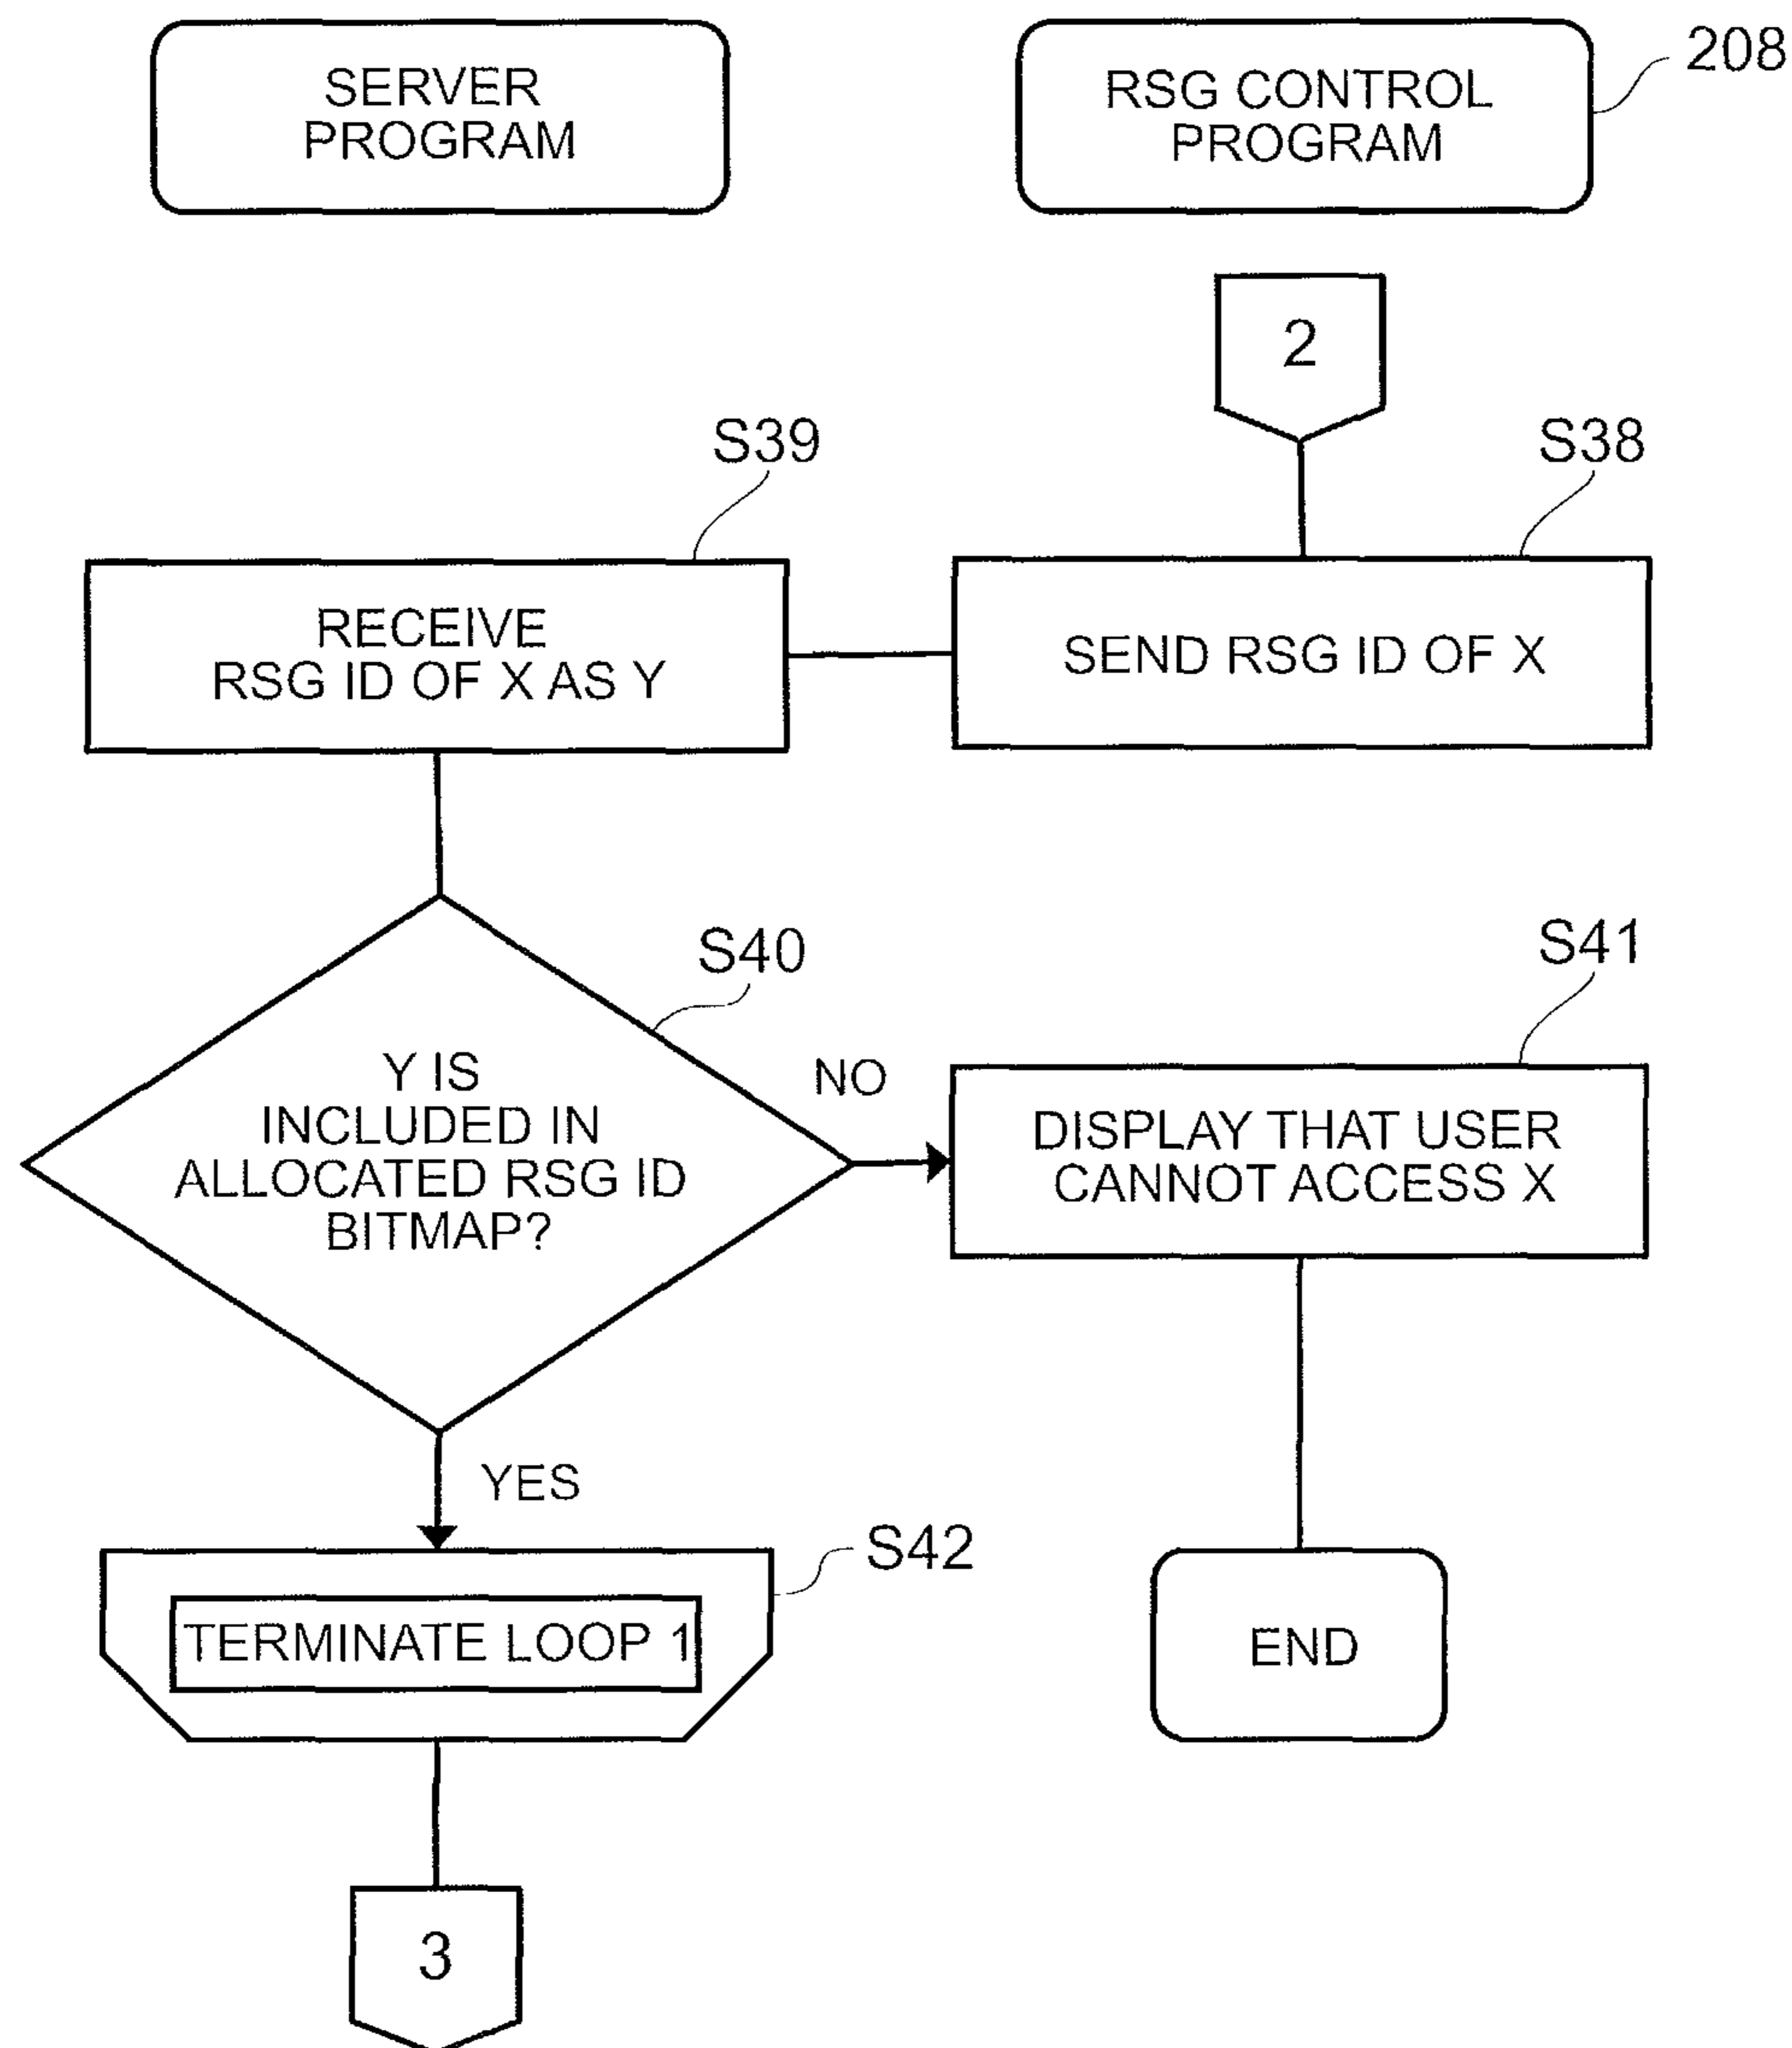 SERVER
PROGRAM
RSG CONTROL
PROGRAM
208
2
S39
S38
RECEIVE
RSG ID OF X AS Y
SEND RSG ID OF X
S40
S41
Y IS
INCLUDED IN
ALLOCATED RSG ID
BITMAP?
NO
DISPLAY THAT USER
CANNOT ACCESS X
YES
S42
TERMINATE LOOP 1
END
3